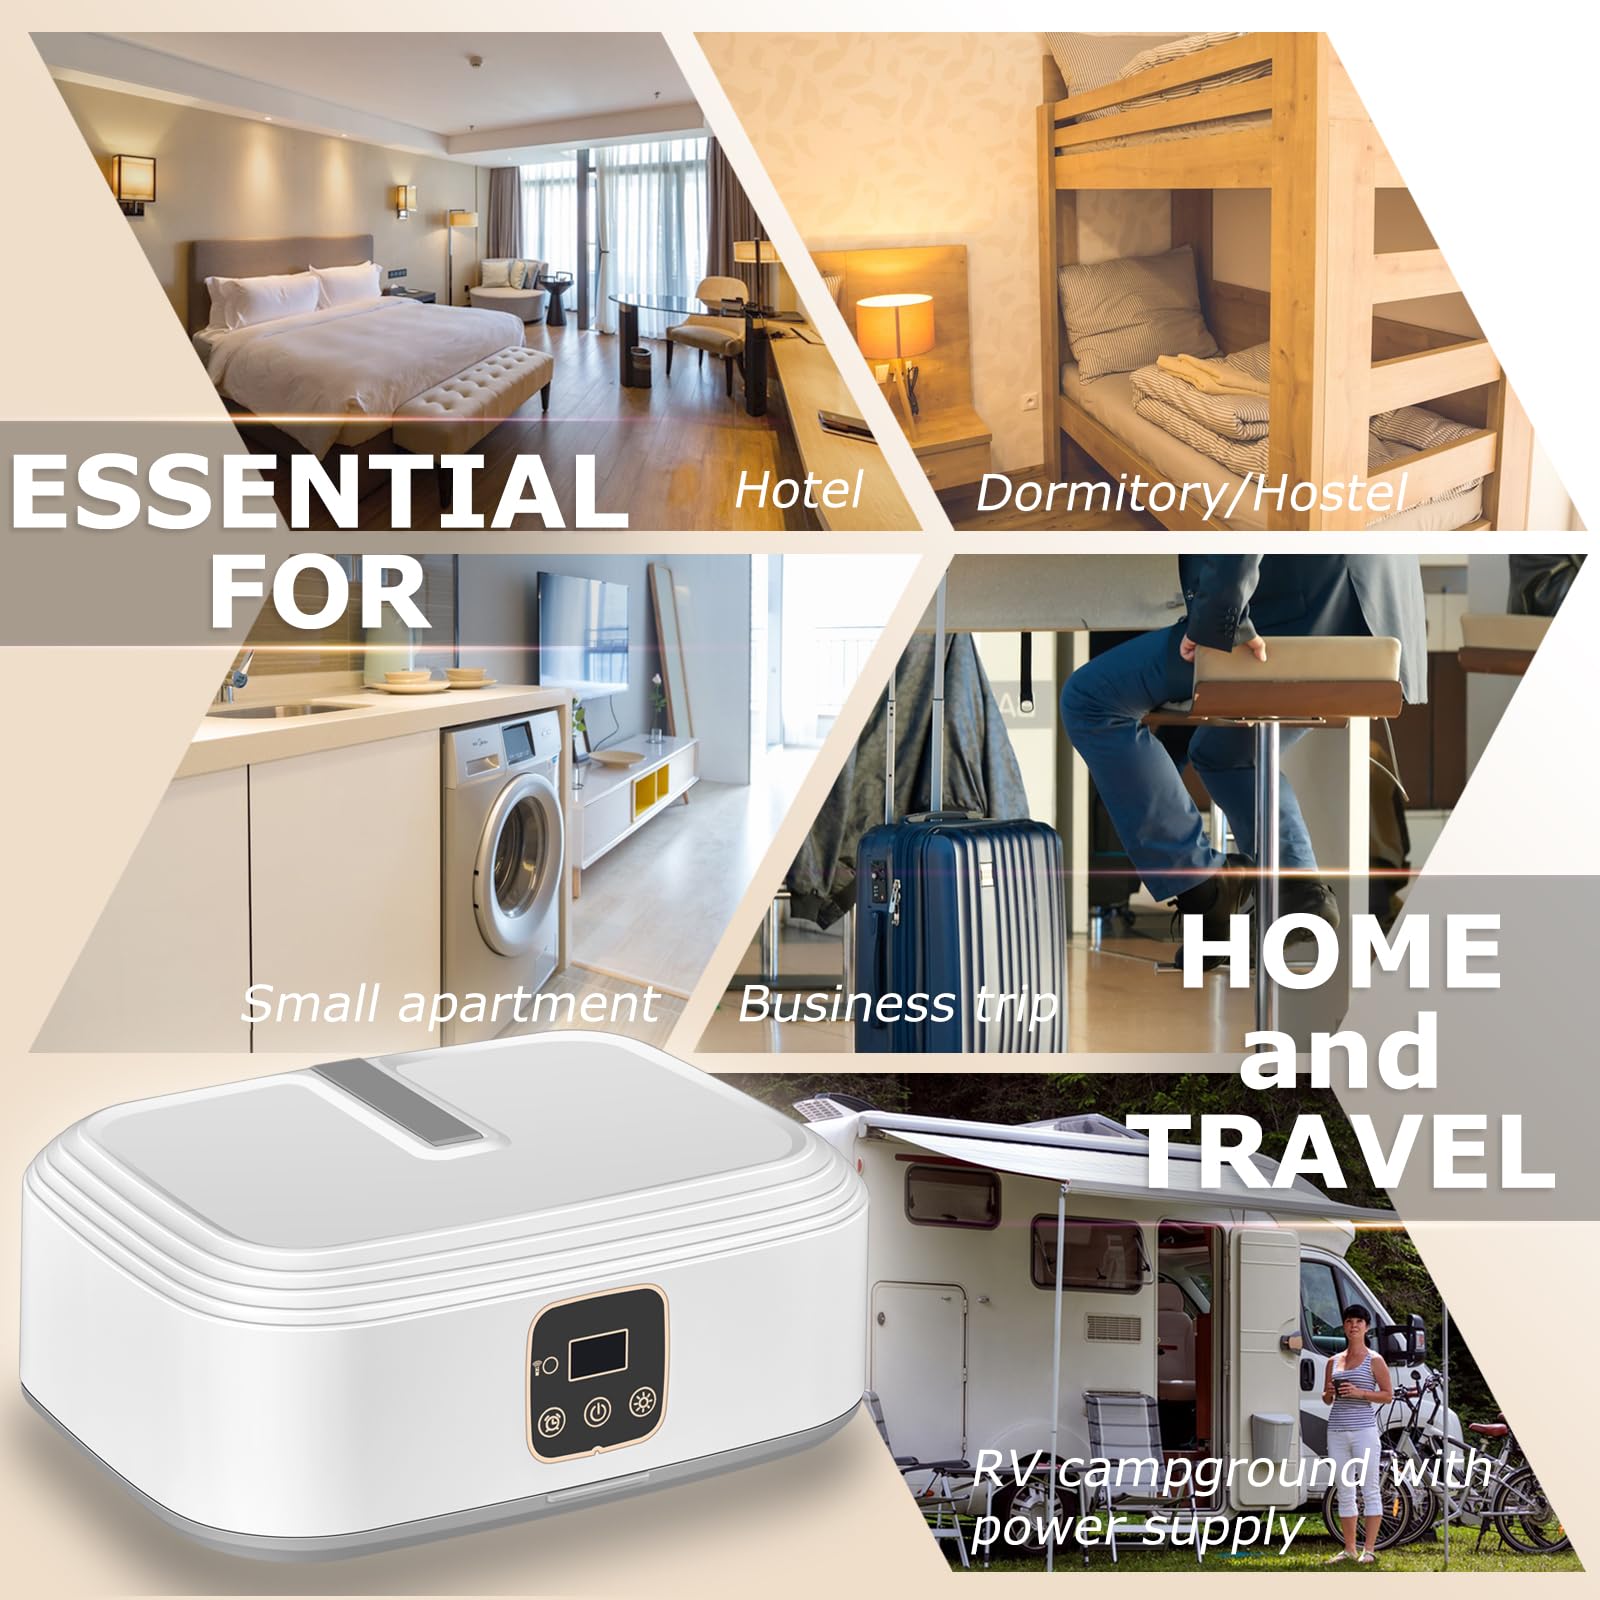 Hotel
Dormitory/Hostel
ESSENTIAL
FOR
Small apartment
Business trip
HOME
and
TRAVEL
RV campground with
power supply